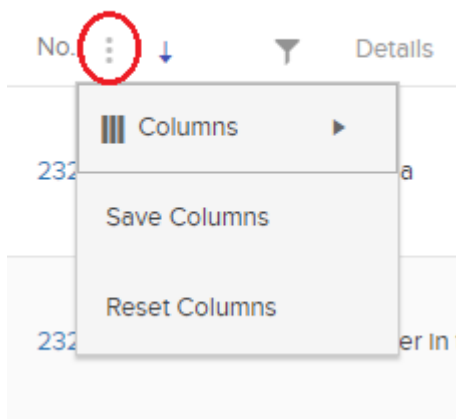 No. Details
Columns
232 a
Save Columns
Reset Columns
232 er in